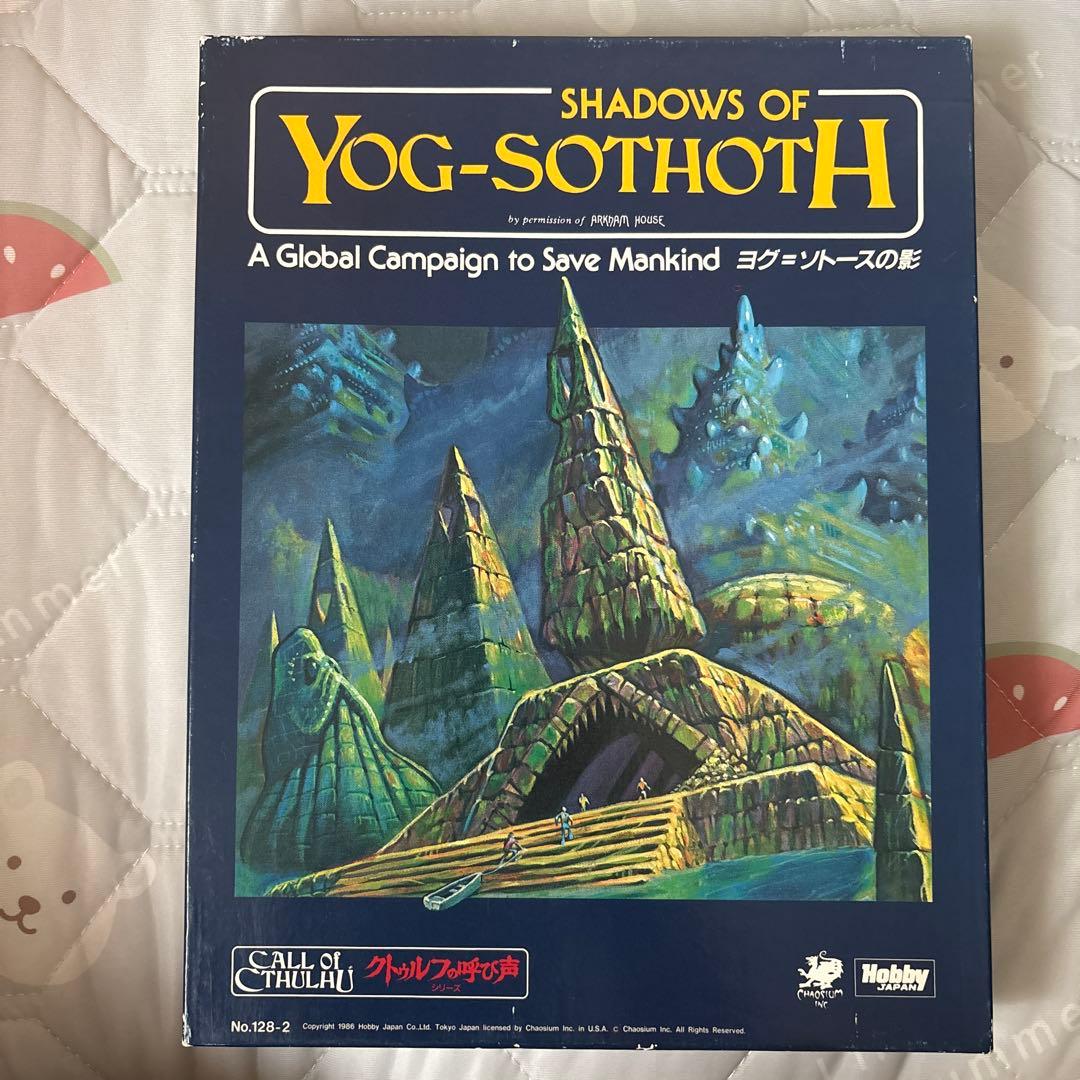 SHADOWS OF
YOG-SOTHOTH
by permission of ARKHAM HOUSE
A Global Campaign to Save Mankind ヨグ=ソトースの影
CALL of CTHULHU
クトゥルフの呼び声
シリーズ
CHAOSIUM INC
Hobby JAPAN
No.128-2 Copyright 1986 Hobby Japan Co.,Ltd. Tokyo Japan licensed by Chaosium Inc. in U.S.A. © Chaosium Inc. All Rights Reserved.